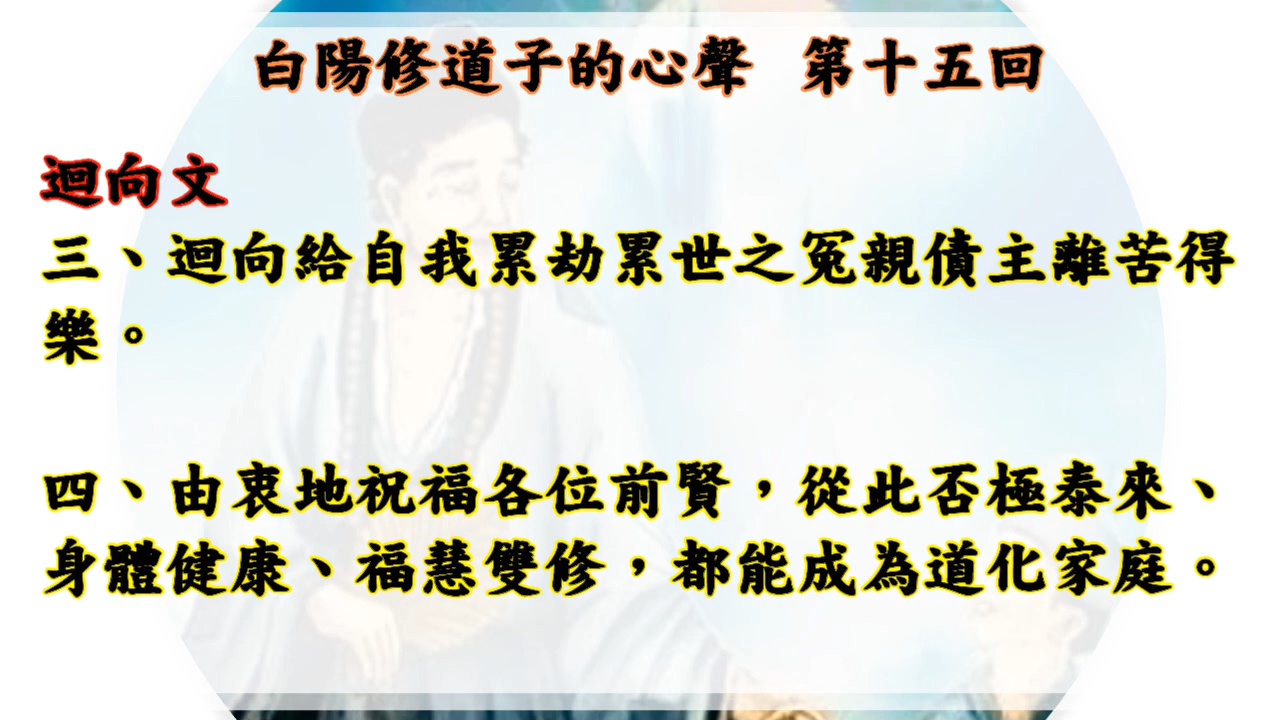 白陽修道子的心聲 第十五回
迴向文
三、迴向給自我累劫累世之冤親債主離苦得
樂。
四、由衷地祝福各位前賢，從此否極泰來、
身體健康、福慧雙修，都能成為道化家庭。